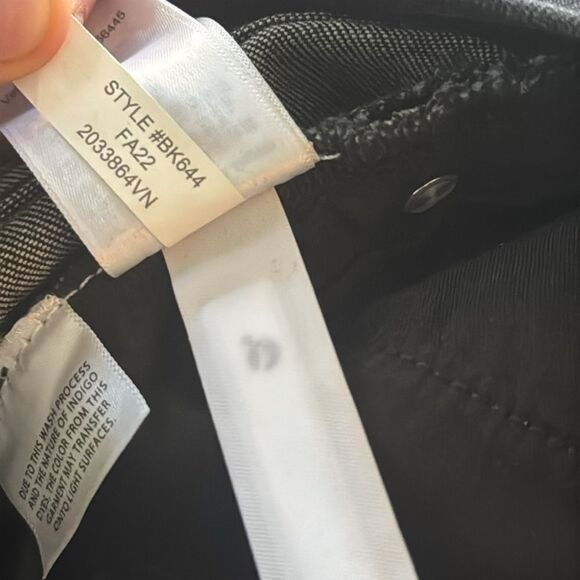 56445
STYLE #BK644
FA22
2033864VN
DUE TO THIS WASH PROCESS
AND THE NATURE OF INDIGO
DYES, THE COLOR FROM THIS
GARMENT MAY TRANSFER
ONTO LIGHT SURFACES.